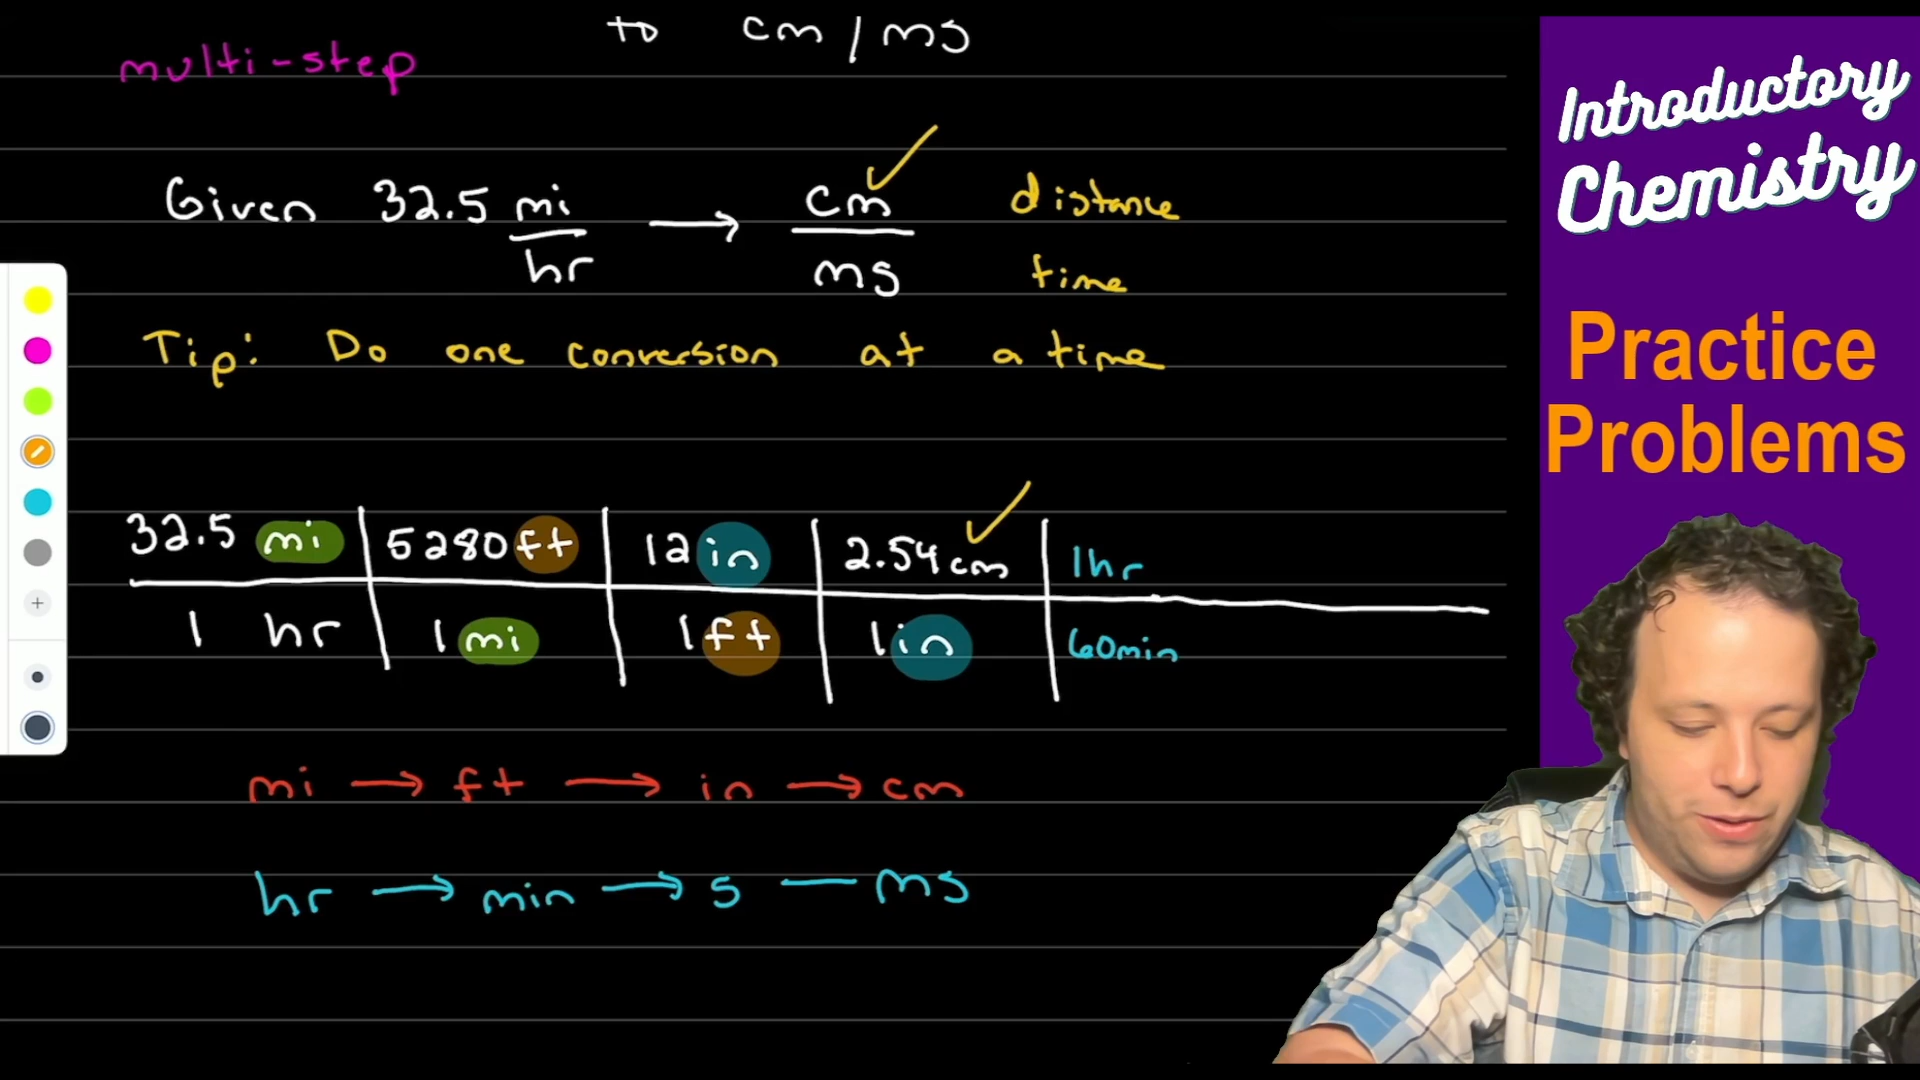 to cm/ms
multi-step
Given 32.5 mi/hr → cm/ms distance
time
Tip: Do one conversion at a time
32.5 mi | 5280 ft | 12 in | 2.54 cm | 1hr
1 hr | 1 mi | 1 ft | 1 in | 60min
mi → ft → in → cm
hr → min → s — ms
Introductory
Chemistry
Practice
Problems